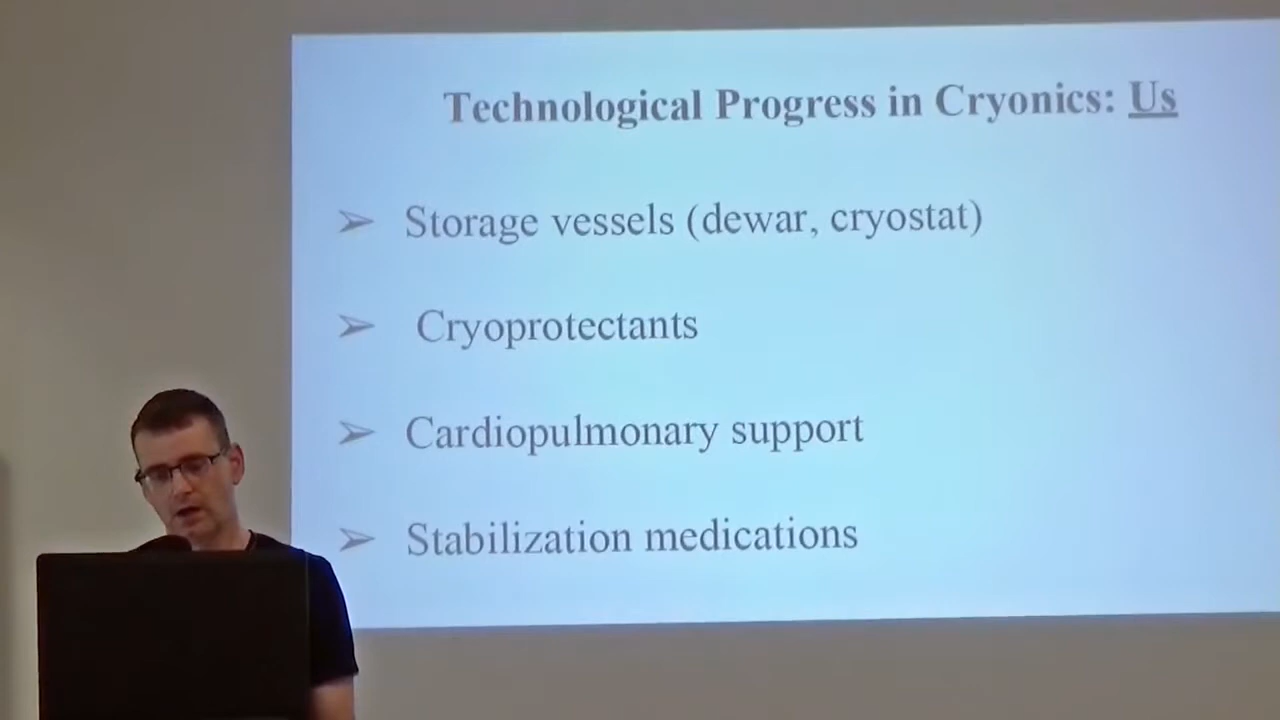 Technological Progress in Cryonics: Us
➢ Storage vessels (dewar, cryostat)
➢ Cryoprotectants
➢ Cardiopulmonary support
➢ Stabilization medications